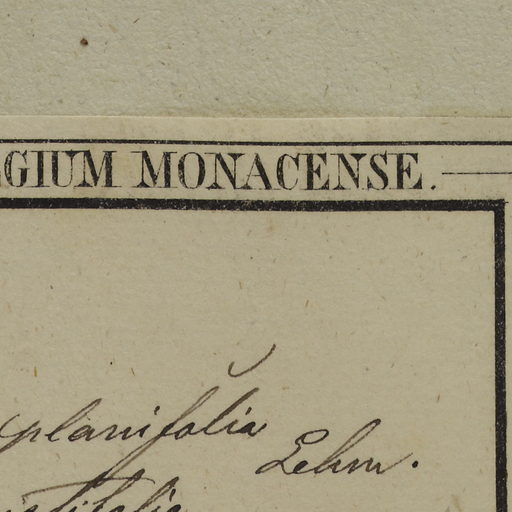 GIUM MONACENSE.
planifolia
Lehm.